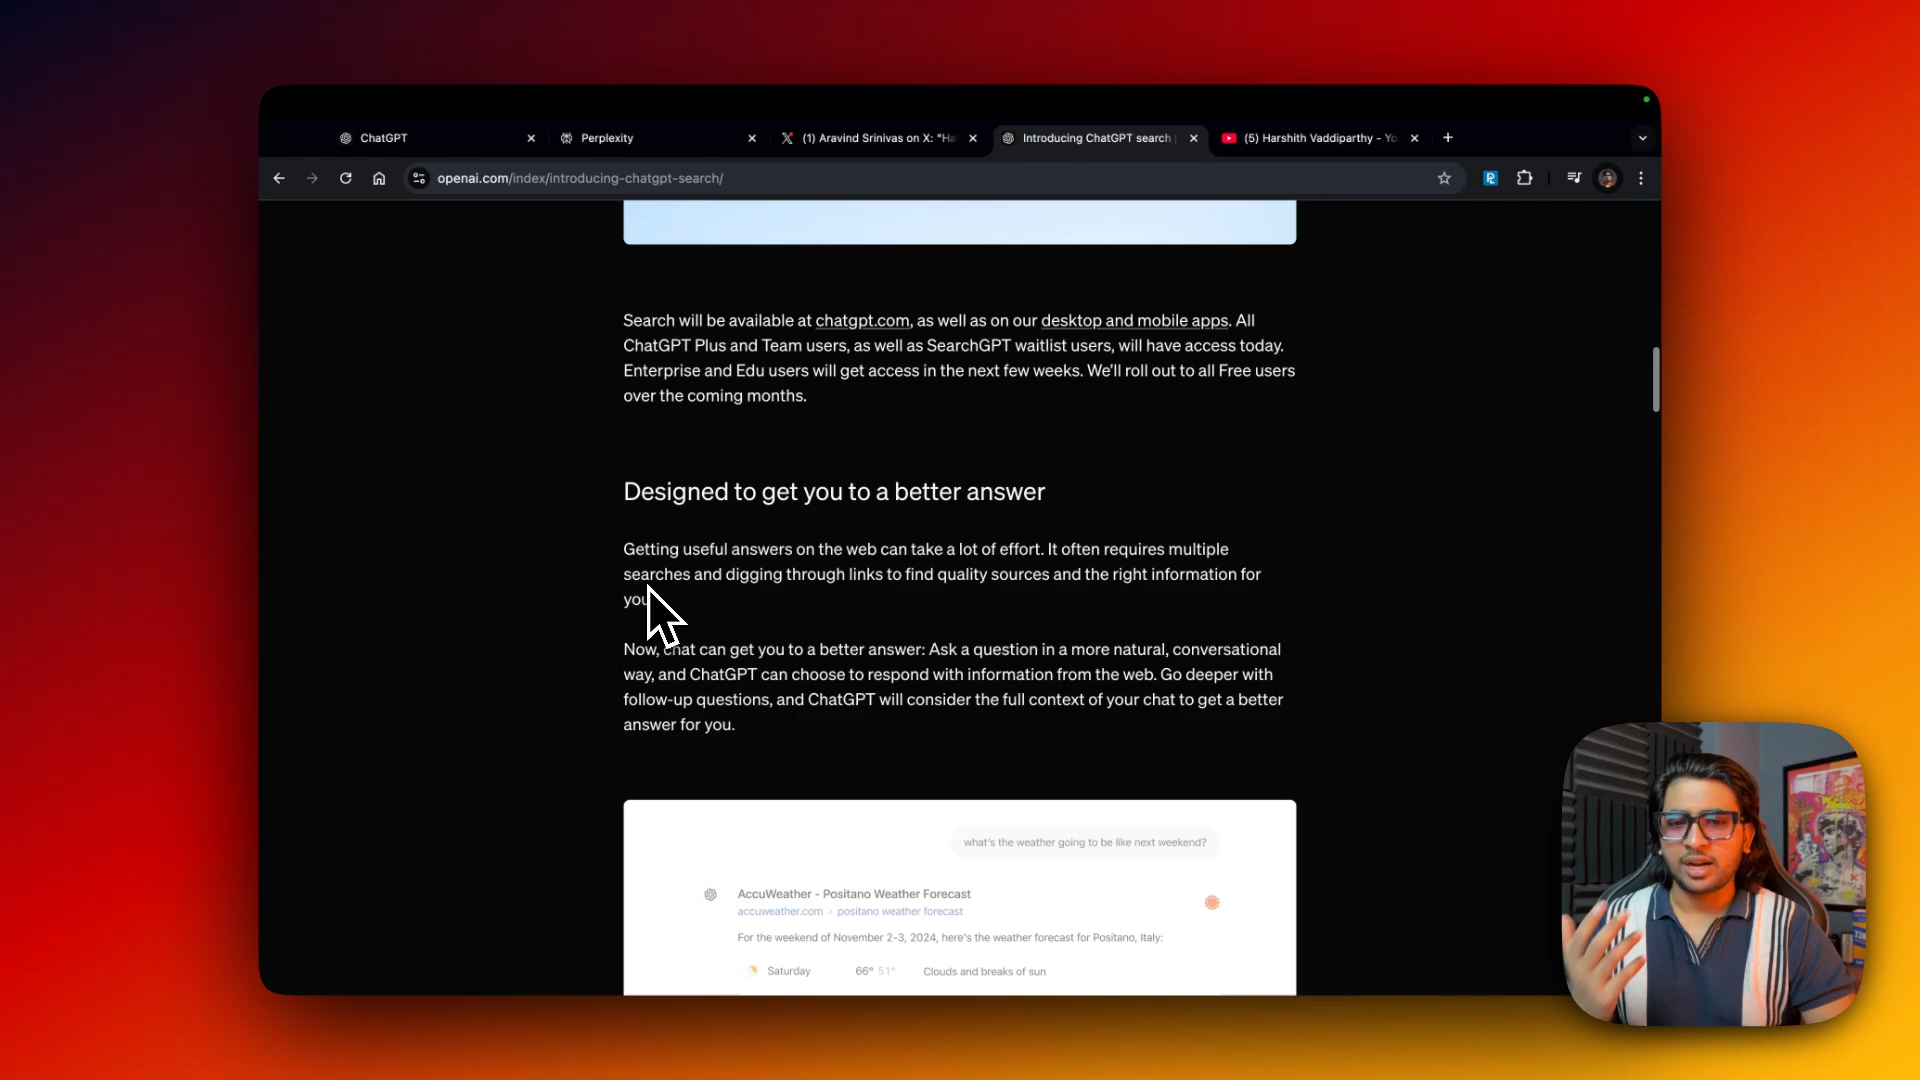 ChatGPT
Perplexity
(1) Aravind Srinivas on X: "Ha
Introducing ChatGPT search
(5) Harshith Vaddiparthy - Yo
openai.com/index/introducing-chatgpt-search/
Search will be available at chatgpt.com, as well as on our desktop and mobile apps. All
ChatGPT Plus and Team users, as well as SearchGPT waitlist users, will have access today.
Enterprise and Edu users will get access in the next few weeks. We'll roll out to all Free users
over the coming months.
Designed to get you to a better answer
Getting useful answers on the web can take a lot of effort. It often requires multiple
searches and digging through links to find quality sources and the right information for
you
Now, chat can get you to a better answer: Ask a question in a more natural, conversational
way, and ChatGPT can choose to respond with information from the web. Go deeper with
follow-up questions, and ChatGPT will consider the full context of your chat to get a better
answer for you.
what's the weather going to be like next weekend?
AccuWeather - Positano Weather Forecast
accuweather.com › positano weather forecast
For the weekend of November 2-3, 2024, here's the weather forecast for Positano, Italy:
Saturday 66° 51° Clouds and breaks of sun